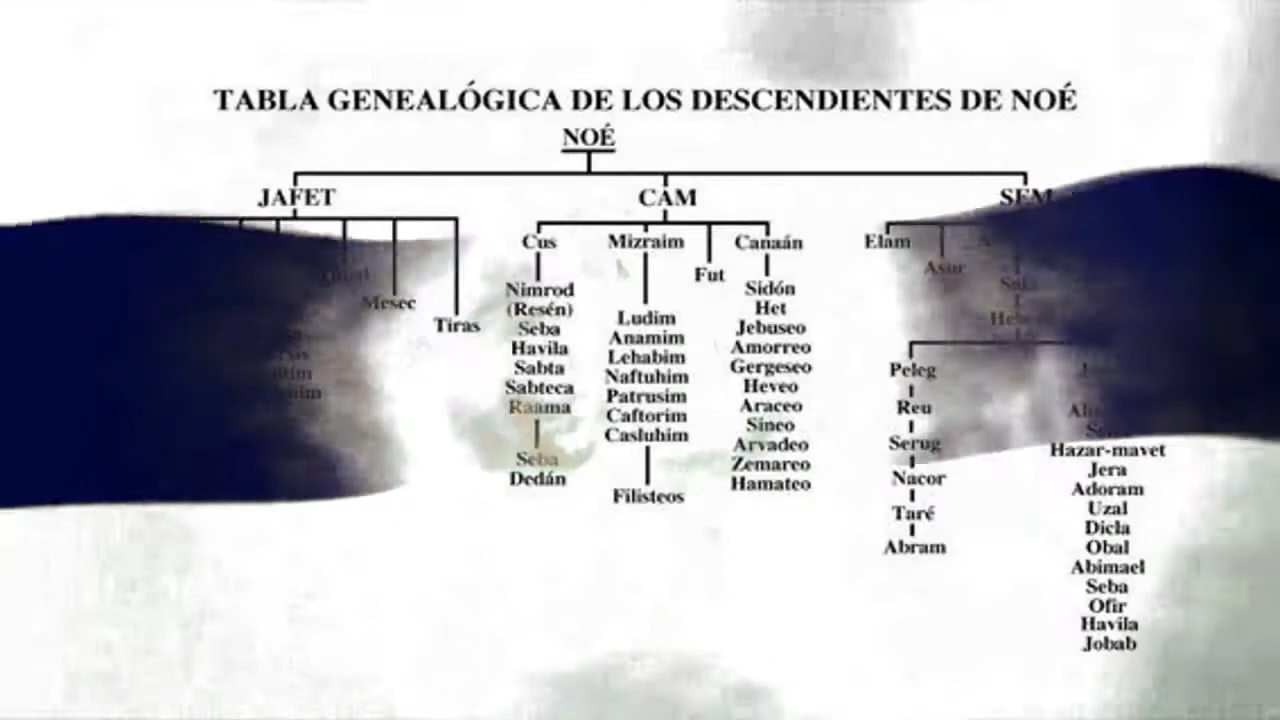 TABLA GENEALÓGICA DE LOS DESCENDIENTES DE NOÉ
NOÉ
JAFET
Mesec
Tiras
CAM
Cus
Nimrod
(Resén)
Seba
Havila
Sabta
Sabteca
Raama
Seba
Dedán
Mizraim
Ludim
Anamim
Lehabim
Naftuhim
Patrusim
Caftorim
Casluhim
Filisteos
Fut
Canaán
Sidón
Het
Jebuseo
Amorreo
Gergeseo
Heveo
Araceo
Sineo
Arvadeo
Zemareo
Hamateo
SEM
Elam
Asur
Peleg
Reu
Serug
Nacor
Taré
Abram
Hazar-mavet
Jera
Adoram
Uzal
Dicla
Obal
Abimael
Seba
Ofir
Havila
Jobab